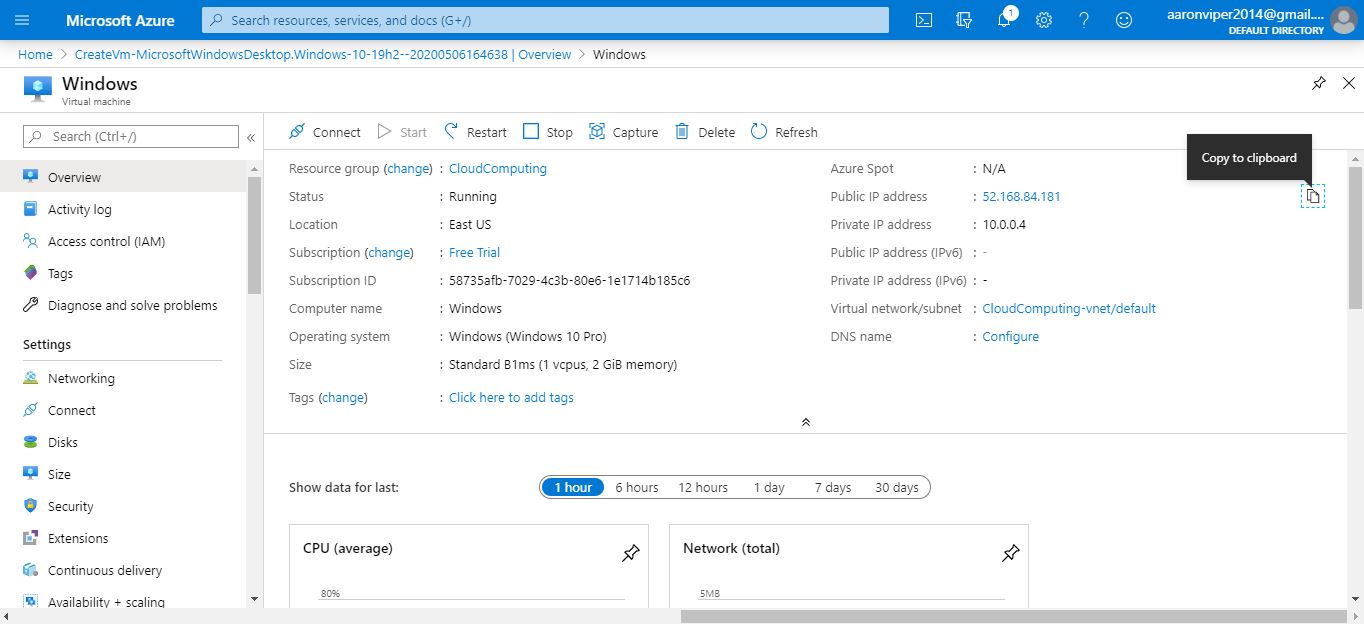 Microsoft Azure
Search resources, services, and docs (G+/)
1
aaronviper2014@gmail....
DEFAULT DIRECTORY
Home > CreateVm-MicrosoftWindowsDesktop.Windows-10-19h2--20200506164638 | Overview > Windows
Windows
Virtual machine
Search (Ctrl+/)
«
Overview
Activity log
Access control (IAM)
Tags
Diagnose and solve problems
Settings
Networking
Connect
Disks
Size
Security
Extensions
Continuous delivery
Availability + scaling
Connect Start Restart Stop Capture Delete Refresh
Copy to clipboard
Resource group (change) : CloudComputing
Status : Running
Location : East US
Subscription (change) : Free Trial
Subscription ID : 58735afb-7029-4c3b-80e6-1e1714b185c6
Computer name : Windows
Operating system : Windows (Windows 10 Pro)
Size : Standard B1ms (1 vcpus, 2 GiB memory)
Tags (change) : Click here to add tags
Azure Spot : N/A
Public IP address : 52.168.84.181
Private IP address : 10.0.0.4
Public IP address (IPv6) : -
Private IP address (IPv6) : -
Virtual network/subnet : CloudComputing-vnet/default
DNS name : Configure
Show data for last: 1 hour 6 hours 12 hours 1 day 7 days 30 days
CPU (average)
80%
Network (total)
5MB